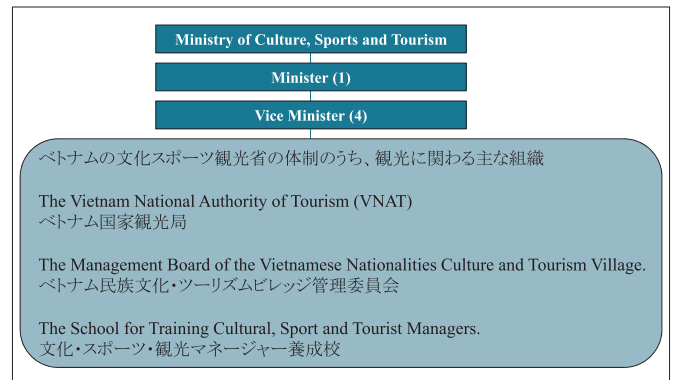 Ministry of Culture, Sports and Tourism
Minister (1)
Vice Minister (4)
ベトナムの文化スポーツ観光省の体制のうち、観光に関わる主な組織
The Vietnam National Authority of Tourism (VNAT)
ベトナム国家観光局
The Management Board of the Vietnamese Nationalities Culture and Tourism Village.
ベトナム民族文化・ツーリズムビレッジ管理委員会
The School for Training Cultural, Sport and Tourist Managers.
文化・スポーツ・観光マネージャー養成校